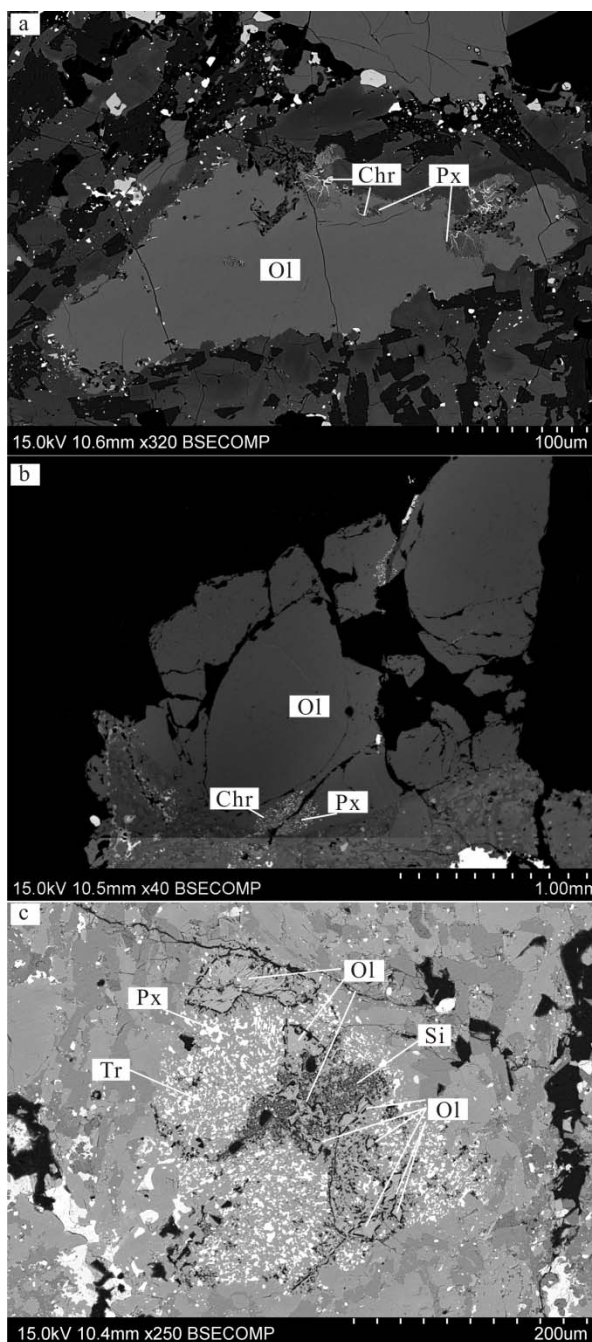 a
Chr
Px
Ol
15.0kV 10.6mm x320 BSECOMP
100um
b
Ol
Chr
Px
15.0kV 10.5mm x40 BSECOMP
1.00mm
c
Ol
Px
Si
Tr
Ol
15.0kV 10.4mm x250 BSECOMP
200um